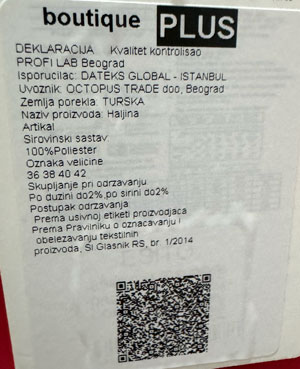 boutique PLUS
DEKLARACIJA Kvalitet kontrolisao
PROFI LAB Beograd
Isporucilac: DATEKS GLOBAL - ISTANBUL
Uvoznik: OCTOPUS TRADE doo, Beograd
Zemlja porekla: TURSKA
Naziv proizvoda: Haljina
Artikal
Sirovinski sastav:
100%Poliester
Oznaka velicine
36 38 40 42
Skupljanje pri odrzavanju
Po duzini do2%,po sirini do2%
Postupak odrzavanja
Prema usivnoj etiketi proizvodjaca
Prema Pravilniku o oznacavanju i
obelezavanju tekstilnih
proizvoda, Sl Glasnik RS, br. 1/2014